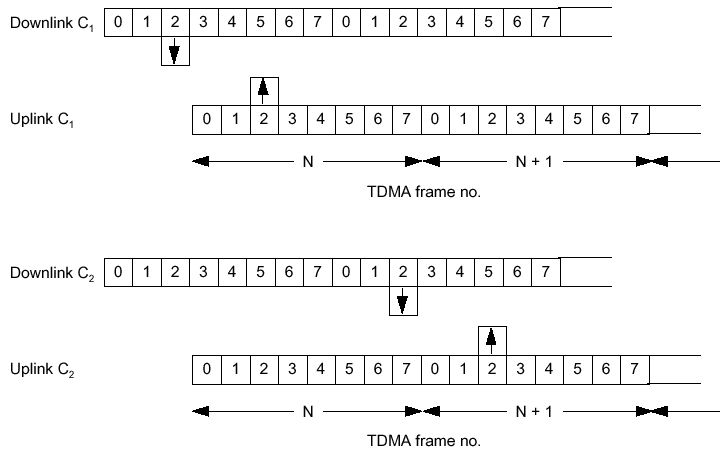 Downlink C1 0 1 2 3 4 5 6 7 0 1 2 3 4 5 6 7
Uplink C1 0 1 2 3 4 5 6 7 0 1 2 3 4 5 6 7
N N + 1
TDMA frame no.
Downlink C2 0 1 2 3 4 5 6 7 0 1 2 3 4 5 6 7
Uplink C2 0 1 2 3 4 5 6 7 0 1 2 3 4 5 6 7
N N + 1
TDMA frame no.